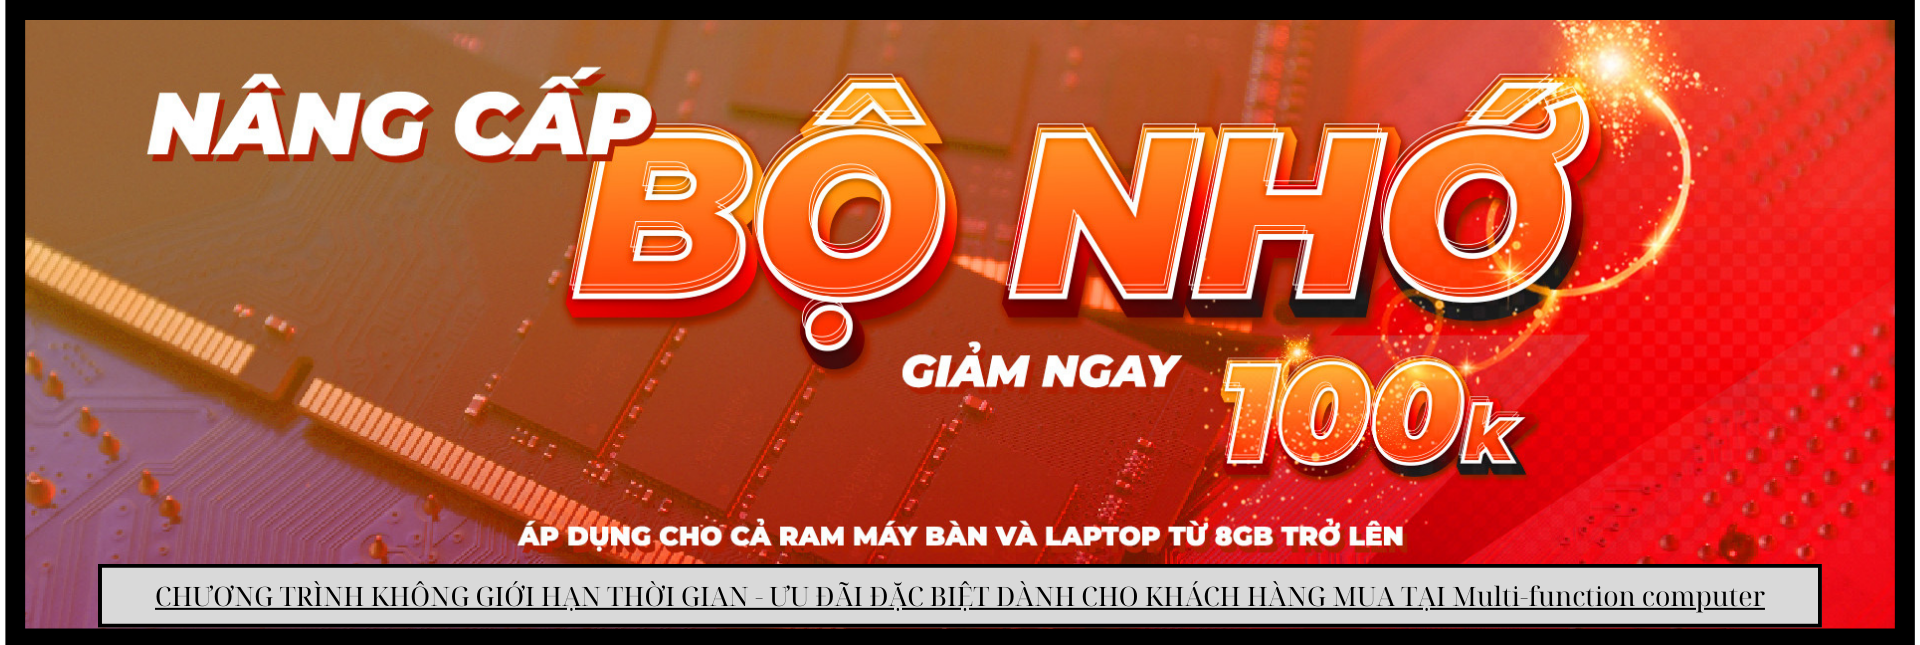 NÂNG CẤP
BỘ NHỚ
GIẢM NGAY
100k
ÁP DỤNG CHO CẢ RAM MÁY BÀN VÀ LAPTOP TỪ 8GB TRỞ LÊN
CHƯƠNG TRÌNH KHÔNG GIỚI HẠN THỜI GIAN - ƯU ĐÃI ĐẶC BIỆT DÀNH CHO KHÁCH HÀNG MUA TẠI Multi-function computer